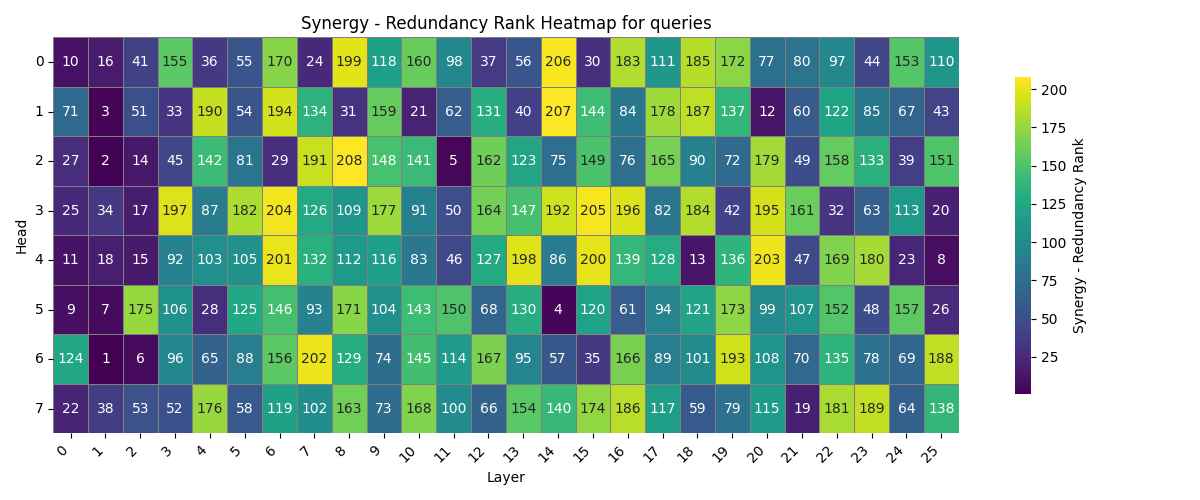 Synergy - Redundancy Rank Heatmap for queries
0 10 16 41 155 36 55 170 24 199 118 160 98 37 56 206 30 183 111 185 172 77 80 97 44 153 110
1 71 3 51 33 190 54 194 134 31 159 21 62 131 40 207 144 84 178 187 137 12 60 122 85 67 43
2 27 2 14 45 142 81 29 191 208 148 141 5 162 123 75 149 76 165 90 72 179 49 158 133 39 151
3 25 34 17 197 87 182 204 126 109 177 91 50 164 147 192 205 196 82 184 42 195 161 32 63 113 20
4 11 18 15 92 103 105 201 132 112 116 83 46 127 198 86 200 139 128 13 136 203 47 169 180 23 8
5 9 7 175 106 28 125 146 93 171 104 143 150 68 130 4 120 61 94 121 173 99 107 152 48 157 26
6 124 1 6 96 65 88 156 202 129 74 145 114 167 95 57 35 166 89 101 193 108 70 135 78 69 188
7 22 38 53 52 176 58 119 102 163 73 168 100 66 154 140 174 186 117 59 79 115 19 181 189 64 138
0 1 2 3 4 5 6 7 8 9 10 11 12 13 14 15 16 17 18 19 20 21 22 23 24 25
Layer
Head
200
175
150
125
100
75
50
25
Synergy - Redundancy Rank